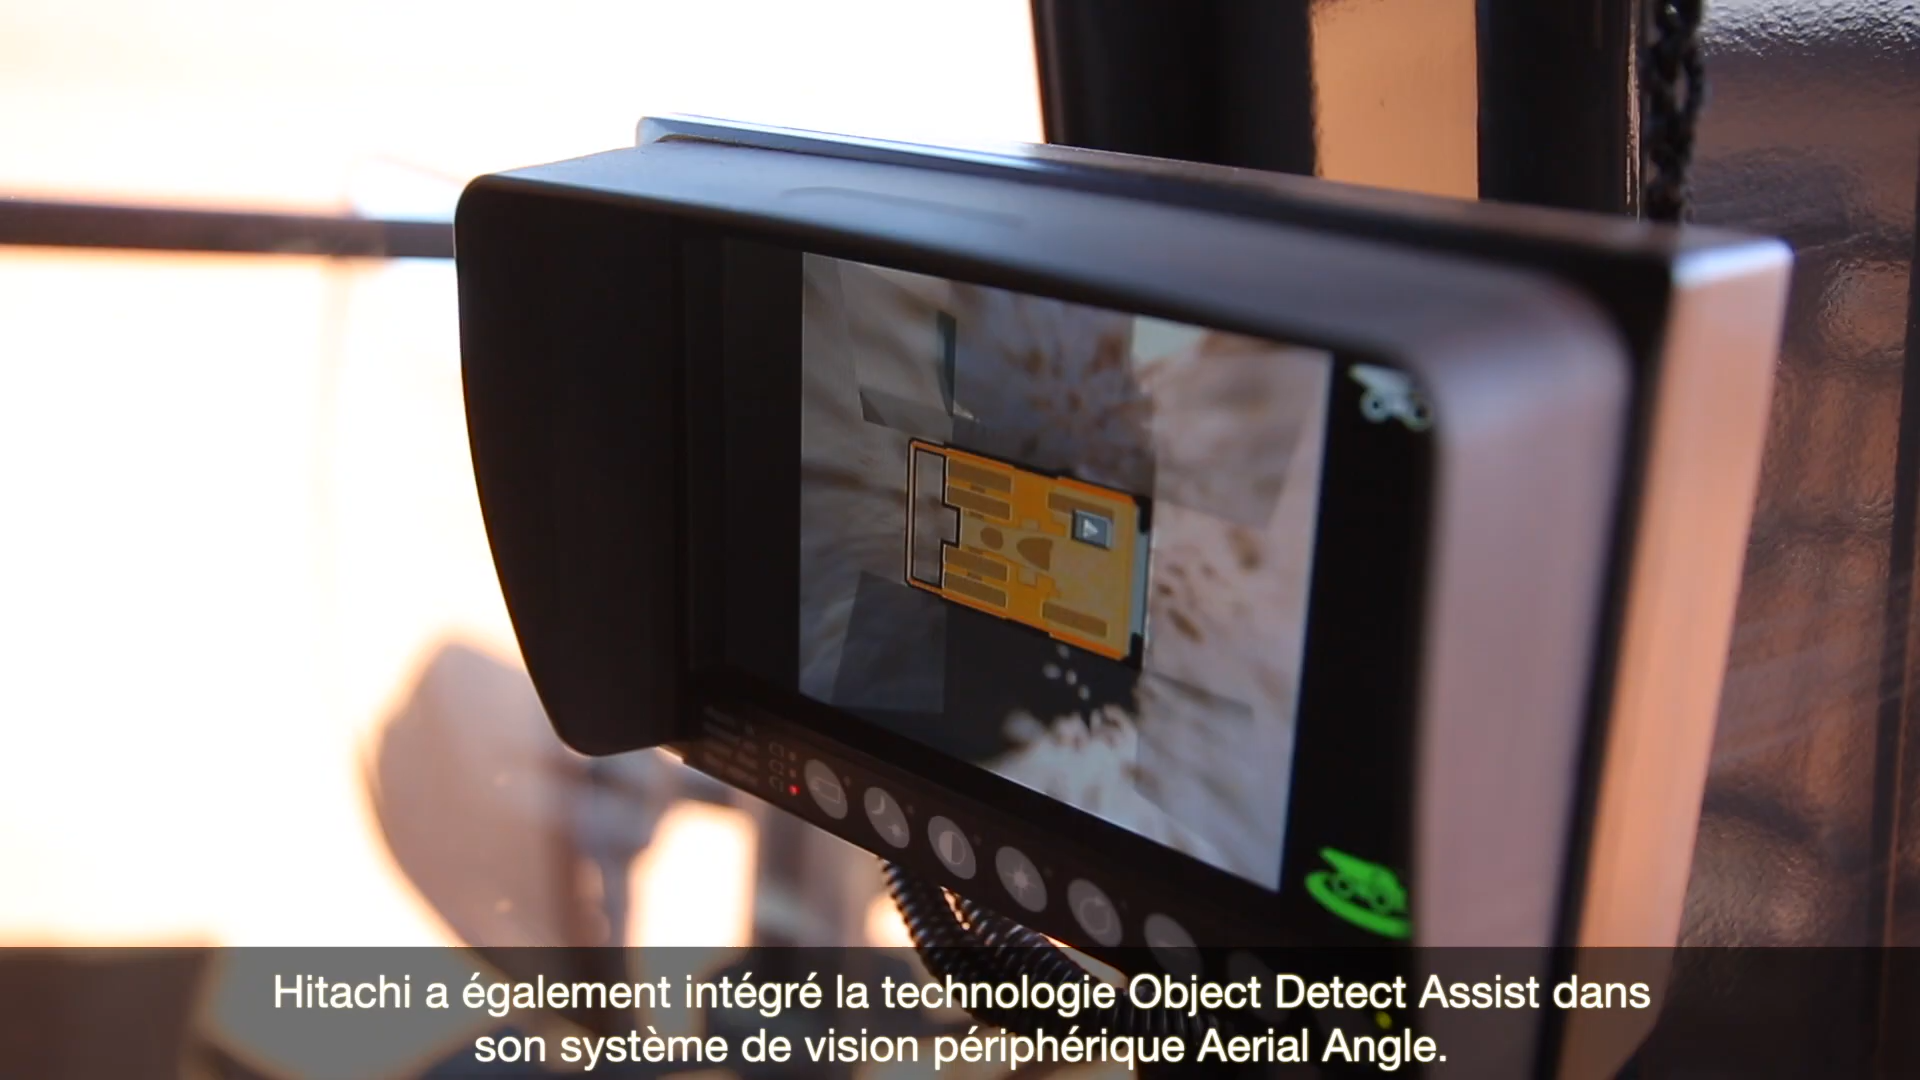 Hitachi a également intégré la technologie Object Detect Assist dans
son système de vision périphérique Aerial Angle.